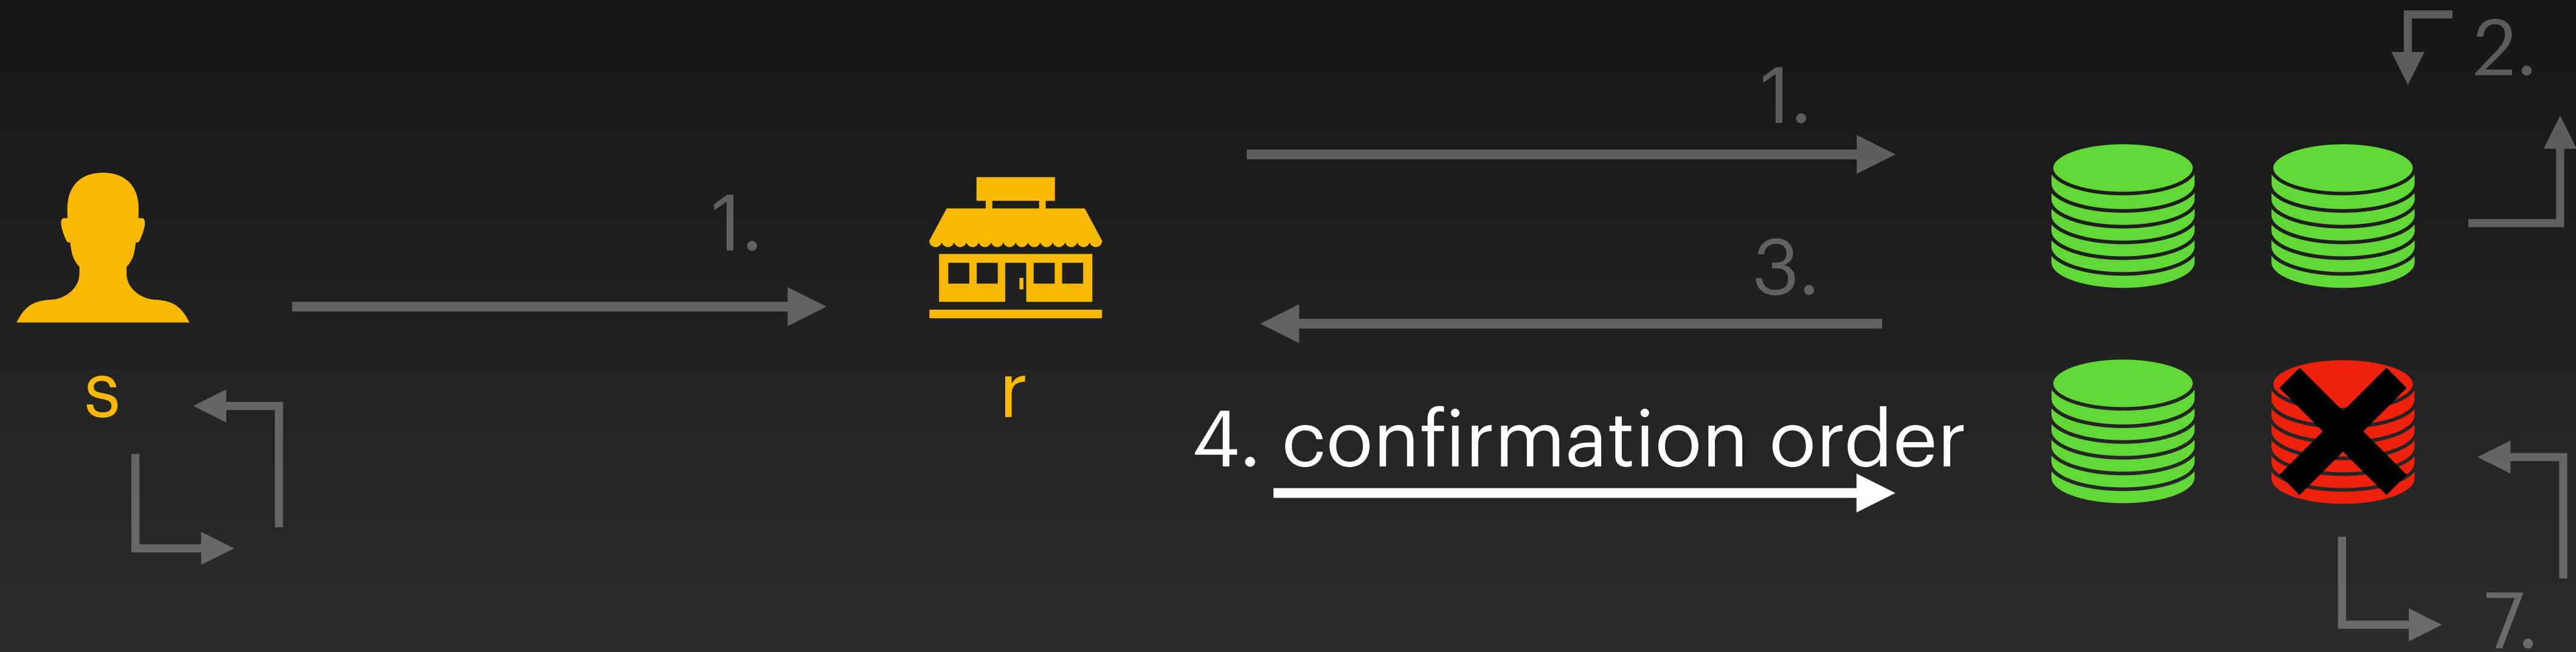 2.
1.
1.
3.
s
r
4. confirmation order
7.